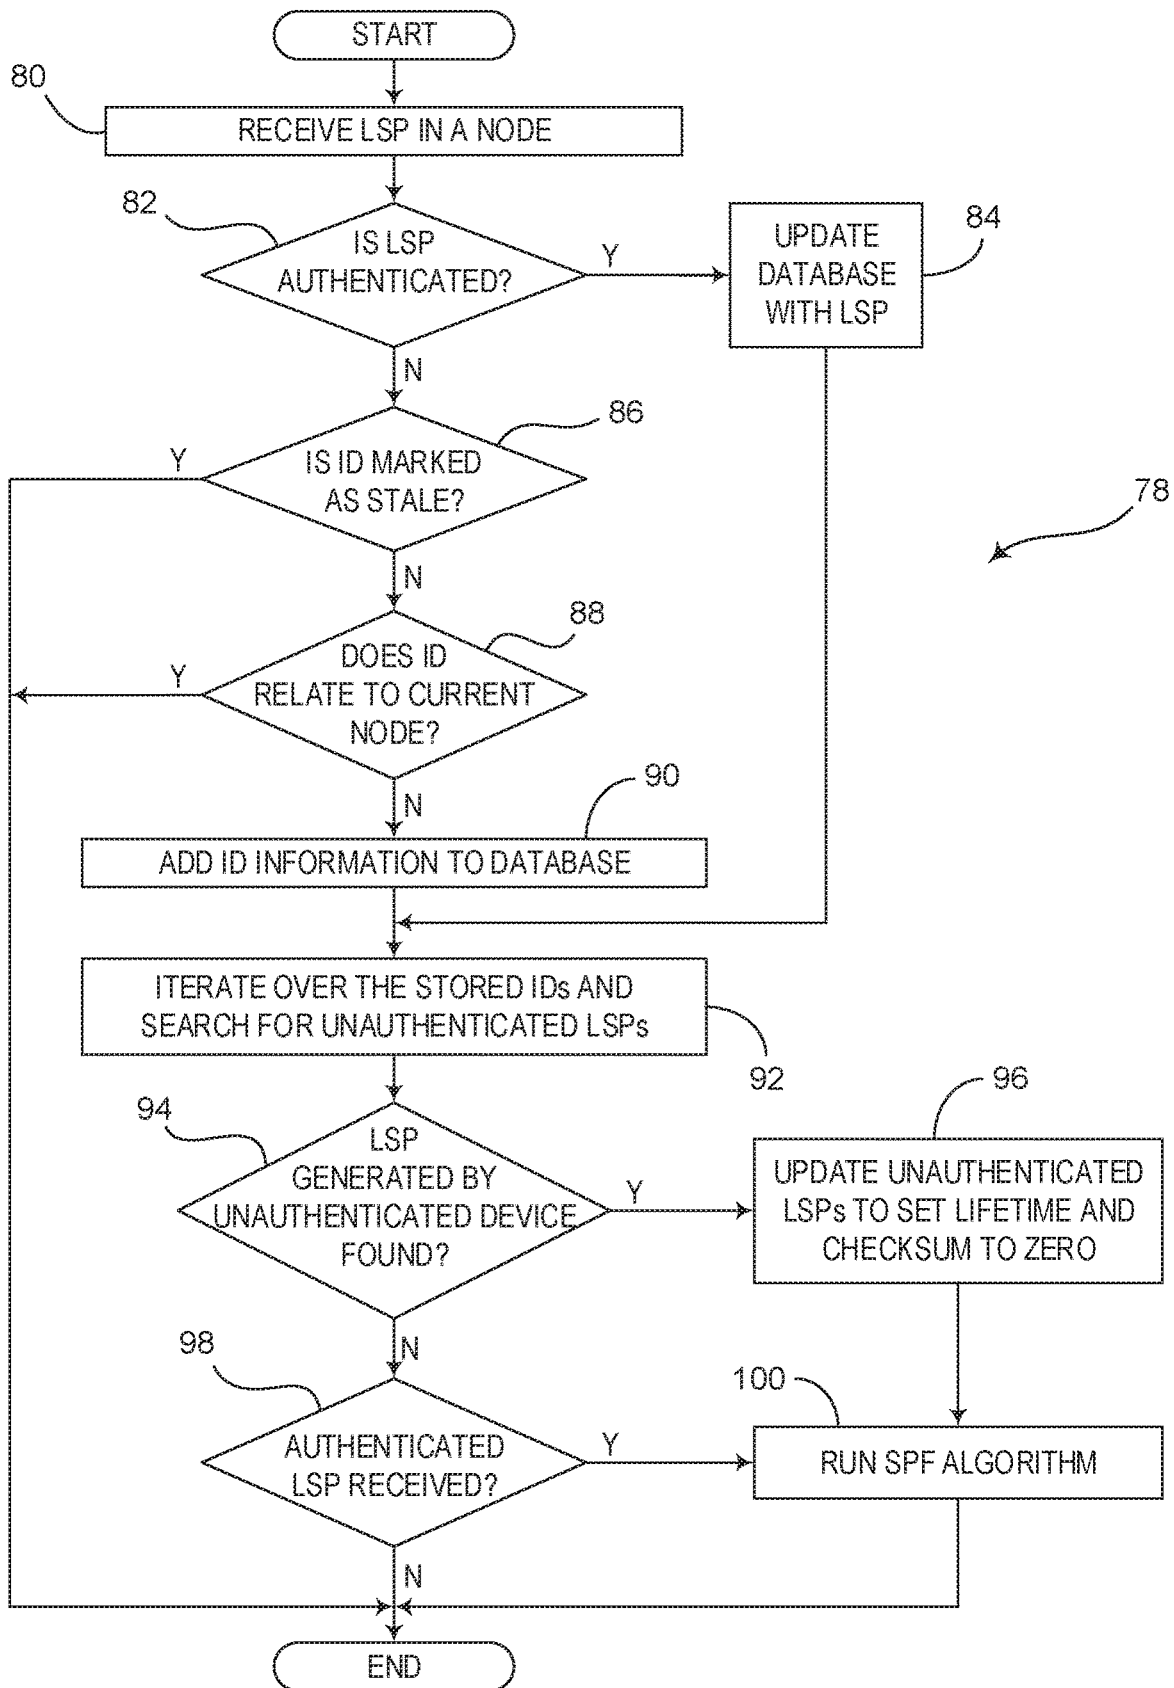 START
80
RECEIVE LSP IN A NODE
82
IS LSP
AUTHENTICATED?
Y
UPDATE
DATABASE
WITH LSP
84
N
86
Y
IS ID MARKED
AS STALE?
78
N
88
Y
DOES ID
RELATE TO CURRENT
NODE?
N
90
ADD ID INFORMATION TO DATABASE
ITERATE OVER THE STORED IDs AND
SEARCH FOR UNAUTHENTICATED LSPs
92
94
LSP
GENERATED BY
UNAUTHENTICATED DEVICE
FOUND?
Y
96
UPDATE UNAUTHENTICATED
LSPs TO SET LIFETIME AND
CHECKSUM TO ZERO
N
98
AUTHENTICATED
LSP RECEIVED?
Y
100
RUN SPF ALGORITHM
N
END